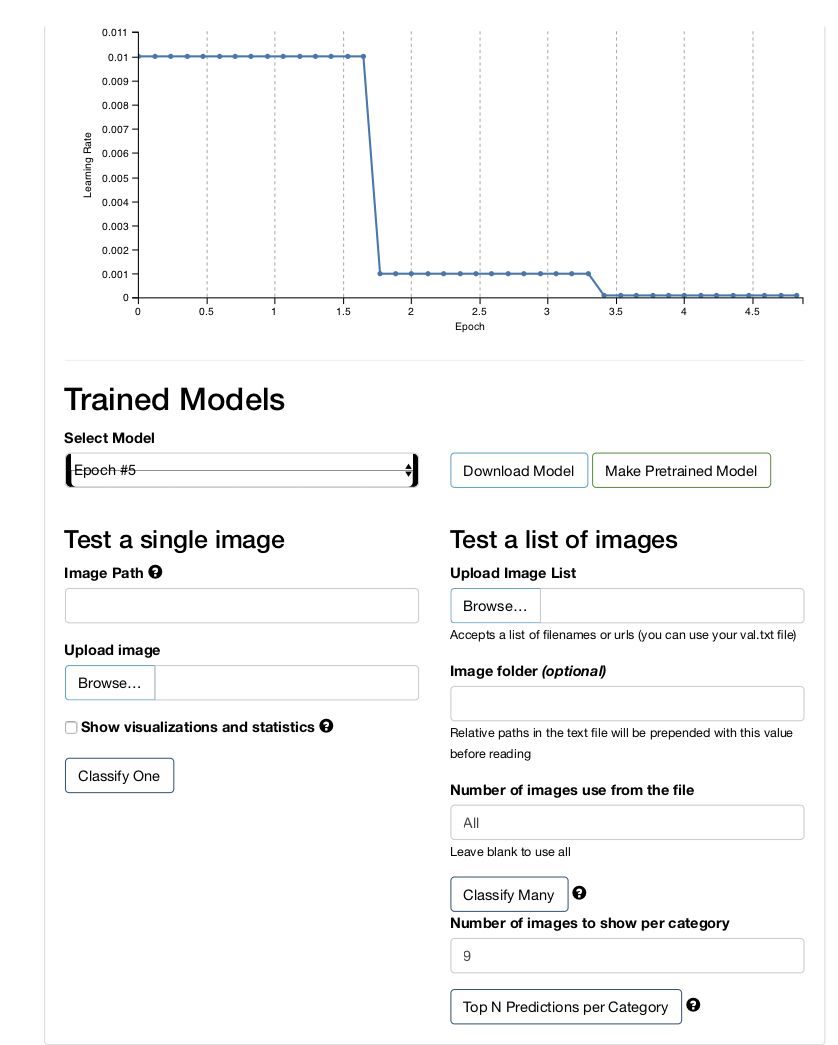 0.011
0.01
0.009
0.008
0.007
0.006
0.005
0.004
0.003
0.002
0.001
0
Learning Rate
0 0.5 1 1.5 2 2.5 3 3.5 4 4.5
Epoch
Trained Models
Select Model
Epoch #5
Download Model Make Pretrained Model
Test a single image
Image Path ?
Upload image
Browse...
Show visualizations and statistics ?
Classify One
Test a list of images
Upload Image List
Browse...
Accepts a list of filenames or urls (you can use your val.txt file)
Image folder (optional)
Relative paths in the text file will be prepended with this value
before reading
Number of images use from the file
All
Leave blank to use all
Classify Many ?
Number of images to show per category
9
Top N Predictions per Category ?